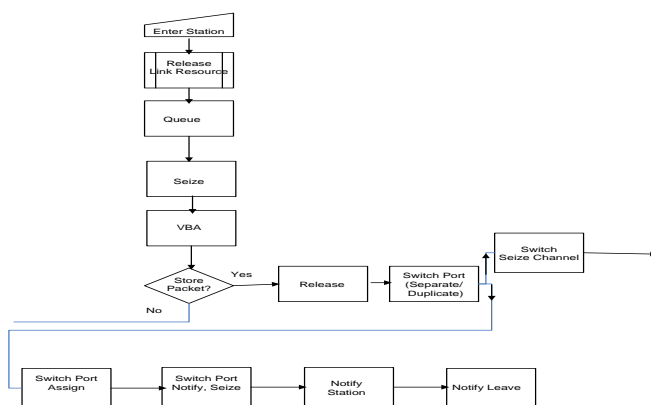 Enter Station
Release
Link Resource
Queue
Seize
VBA
Store
Packet?
Yes
No
Release
Switch Port
(Separate/
Duplicate)
Switch
Seize Channel
Switch Port
Assign
Switch Port
Notify, Seize
Notify
Station
Notify Leave